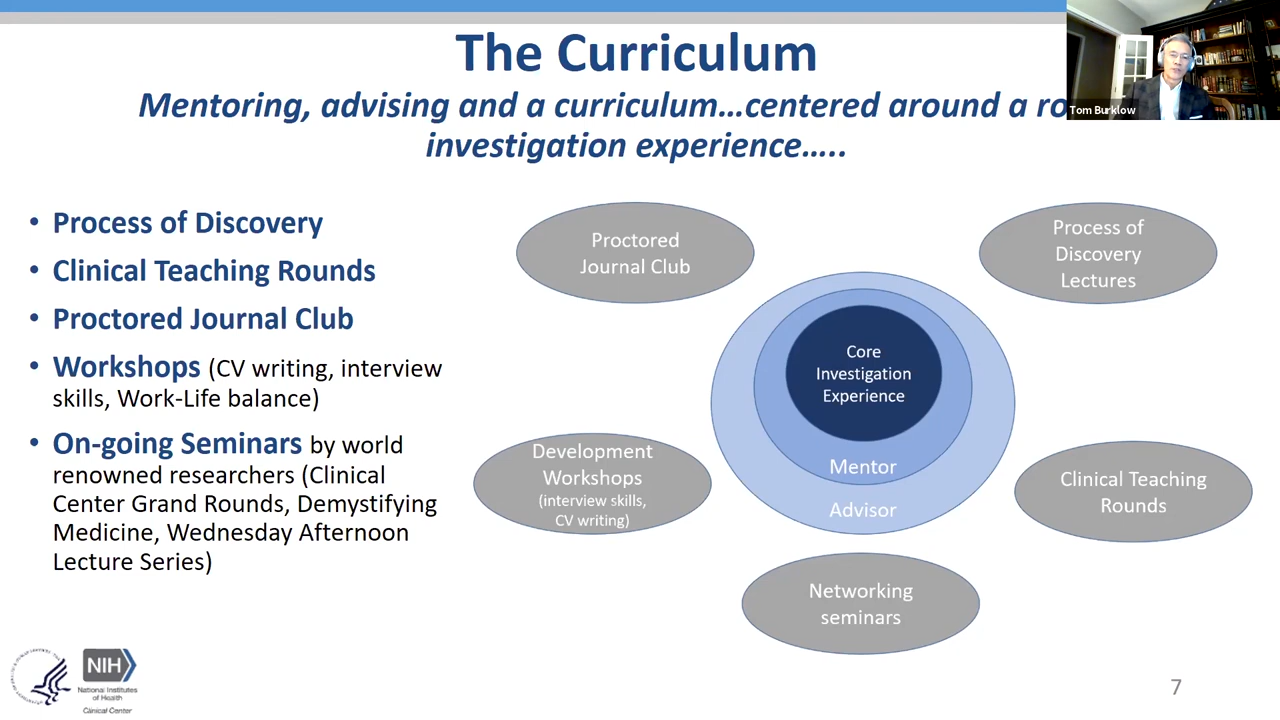 The Curriculum
Mentoring, advising and a curriculum…centered around a ro
investigation experience…..
Tom Burklow
• Process of Discovery
• Clinical Teaching Rounds
• Proctored Journal Club
• Workshops (CV writing, interview
skills, Work-Life balance)
• On-going Seminars by world
renowned researchers (Clinical
Center Grand Rounds, Demystifying
Medicine, Wednesday Afternoon
Lecture Series)
Proctored
Journal Club
Process of
Discovery
Lectures
Core
Investigation
Experience
Mentor
Advisor
Development
Workshops
(interview skills,
CV writing)
Clinical Teaching
Rounds
Networking
seminars
NIH
National Institutes
of Health
Clinical Center
7